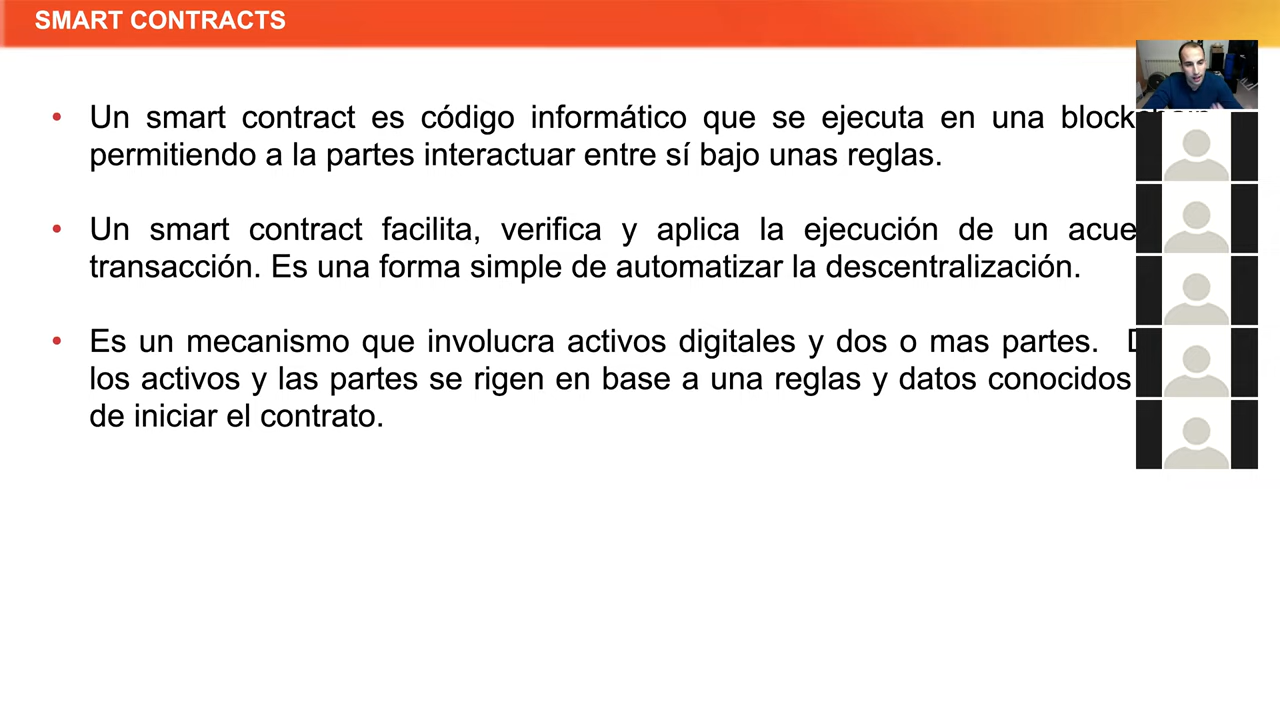 SMART CONTRACTS
• Un smart contract es código informático que se ejecuta en una blockchain
permitiendo a la partes interactuar entre sí bajo unas reglas.
• Un smart contract facilita, verifica y aplica la ejecución de un
transacción. Es una forma simple de automatizar la descentralización.
• Es un mecanismo que involucra activos digitales y dos o mas partes.
los activos y las partes se rigen en base a una reglas y datos conocidos
de iniciar el contrato.